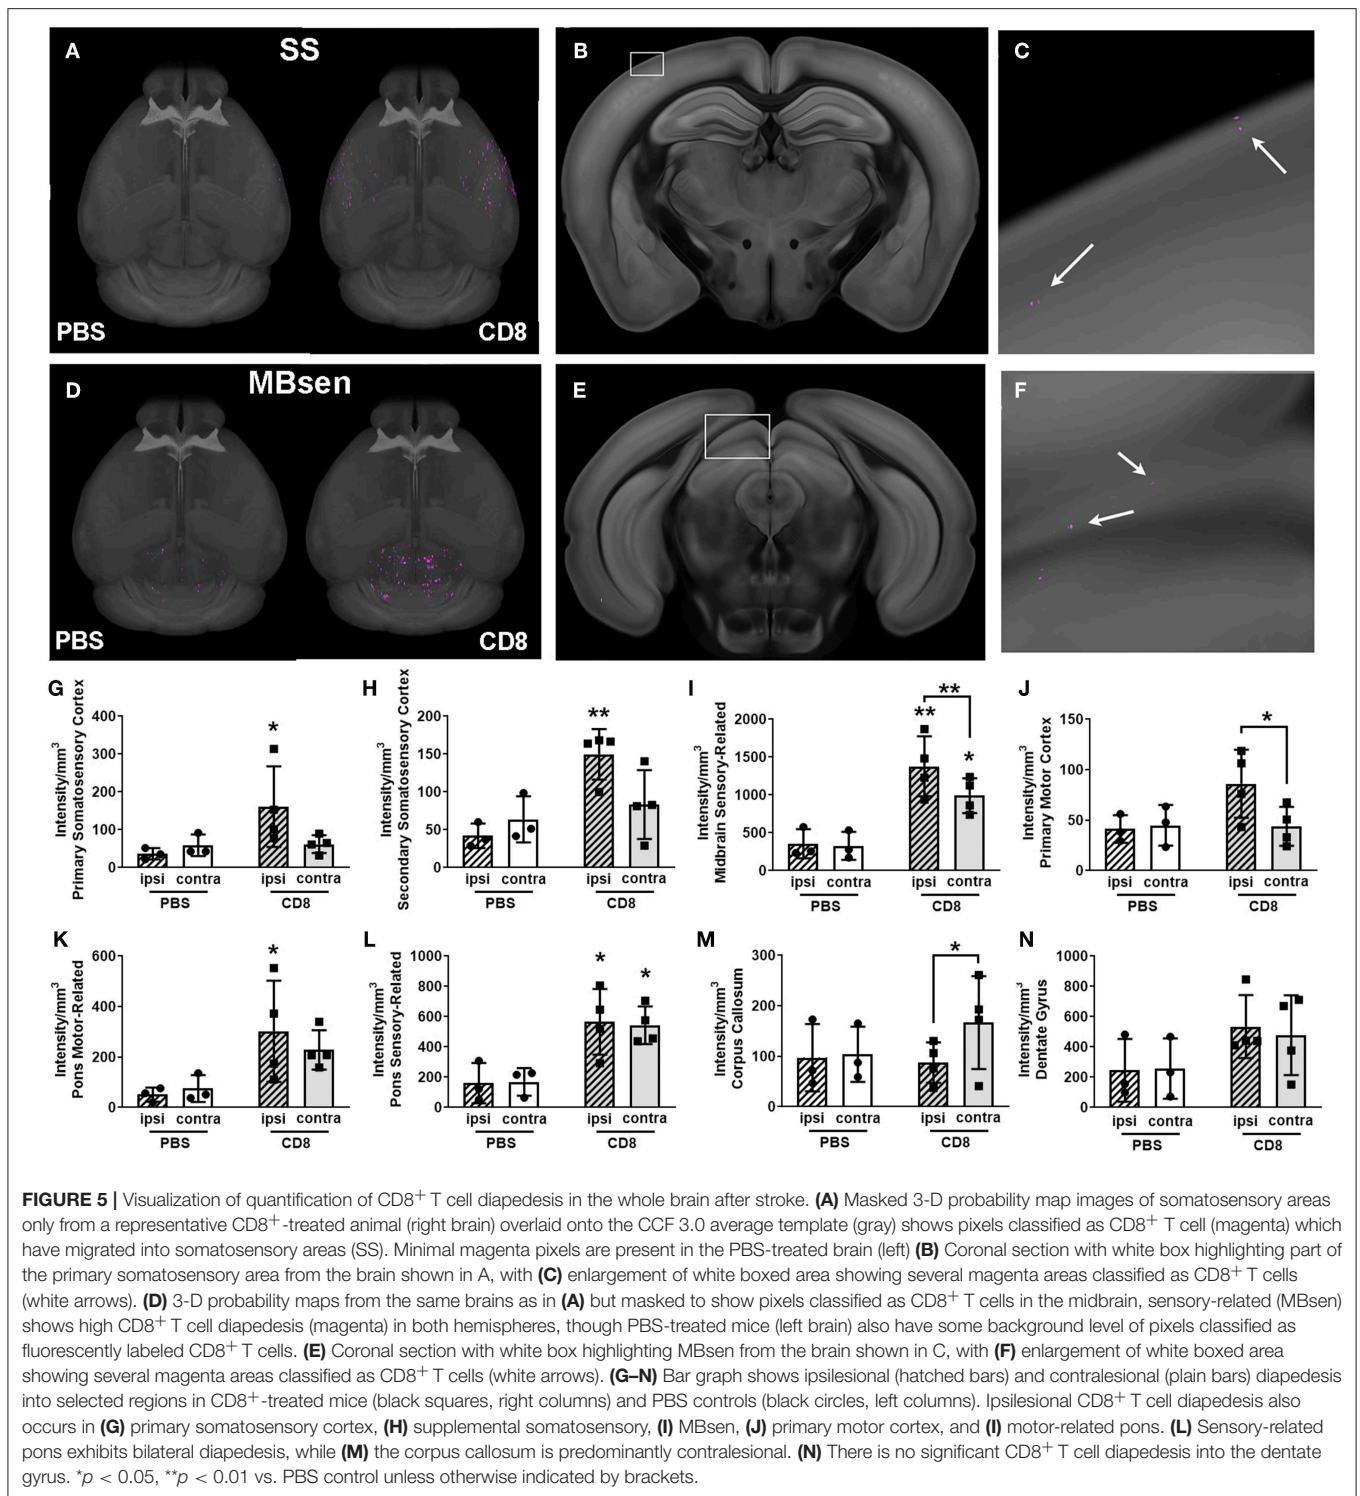 A
SS
PBS
CD8
B
C
D
MBsen
PBS
CD8
E
F
G
Intensity/mm³
Primary Somatosensory Cortex
400
300
200
100
0
*
ipsi contra ipsi contra
PBS CD8
H
Intensity/mm³
Secondary Somatosensory Cortex
200
150
100
50
0
**
ipsi contra ipsi contra
PBS CD8
I
Intensity/mm³
Midbrain Sensory-Related
2000
1500
1000
500
0
**
**
*
ipsi contra ipsi contra
PBS CD8
J
Intensity/mm³
Primary Motor Cortex
150
100
50
0
*
ipsi contra ipsi contra
PBS CD8
K
Intensity/mm³
Pons Motor-Related
600
400
200
0
*
ipsi contra ipsi contra
PBS CD8
L
Intensity/mm³
Pons Sensory-Related
1000
800
600
400
200
0
*
*
ipsi contra ipsi contra
PBS CD8
M
Intensity/mm³
Corpus Callosum
300
200
100
0
*
ipsi contra ipsi contra
PBS CD8
N
Intensity/mm³
Dentate Gyrus
1000
800
600
400
200
0
ipsi contra ipsi contra
PBS CD8
FIGURE 5 | Visualization of quantification of CD8⁺ T cell diapedesis in the whole brain after stroke. (A) Masked 3-D probability map images of somatosensory areas
only from a representative CD8⁺-treated animal (right brain) overlaid onto the CCF 3.0 average template (gray) shows pixels classified as CD8⁺ T cell (magenta) which
have migrated into somatosensory areas (SS). Minimal magenta pixels are present in the PBS-treated brain (left) (B) Coronal section with white box highlighting part of
the primary somatosensory area from the brain shown in A, with (C) enlargement of white boxed area showing several magenta areas classified as CD8⁺ T cells
(white arrows). (D) 3-D probability maps from the same brains as in (A) but masked to show pixels classified as CD8⁺ T cells in the midbrain, sensory-related (MBsen)
shows high CD8⁺ T cell diapedesis (magenta) in both hemispheres, though PBS-treated mice (left brain) also have some background level of pixels classified as
fluorescently labeled CD8⁺ T cells. (E) Coronal section with white box highlighting MBsen from the brain shown in C, with (F) enlargement of white boxed area
showing several magenta areas classified as CD8⁺ T cells (white arrows). (G–N) Bar graph shows ipsilesional (hatched bars) and contralesional (plain bars) diapedesis
into selected regions in CD8⁺-treated mice (black squares, right columns) and PBS controls (black circles, left columns). Ipsilesional CD8⁺ T cell diapedesis also
occurs in (G) primary somatosensory cortex, (H) supplemental somatosensory, (I) MBsen, (J) primary motor cortex, and (I) motor-related pons. (L) Sensory-related
pons exhibits bilateral diapedesis, while (M) the corpus callosum is predominantly contralesional. (N) There is no significant CD8⁺ T cell diapedesis into the dentate
gyrus. *p < 0.05, **p < 0.01 vs. PBS control unless otherwise indicated by brackets.